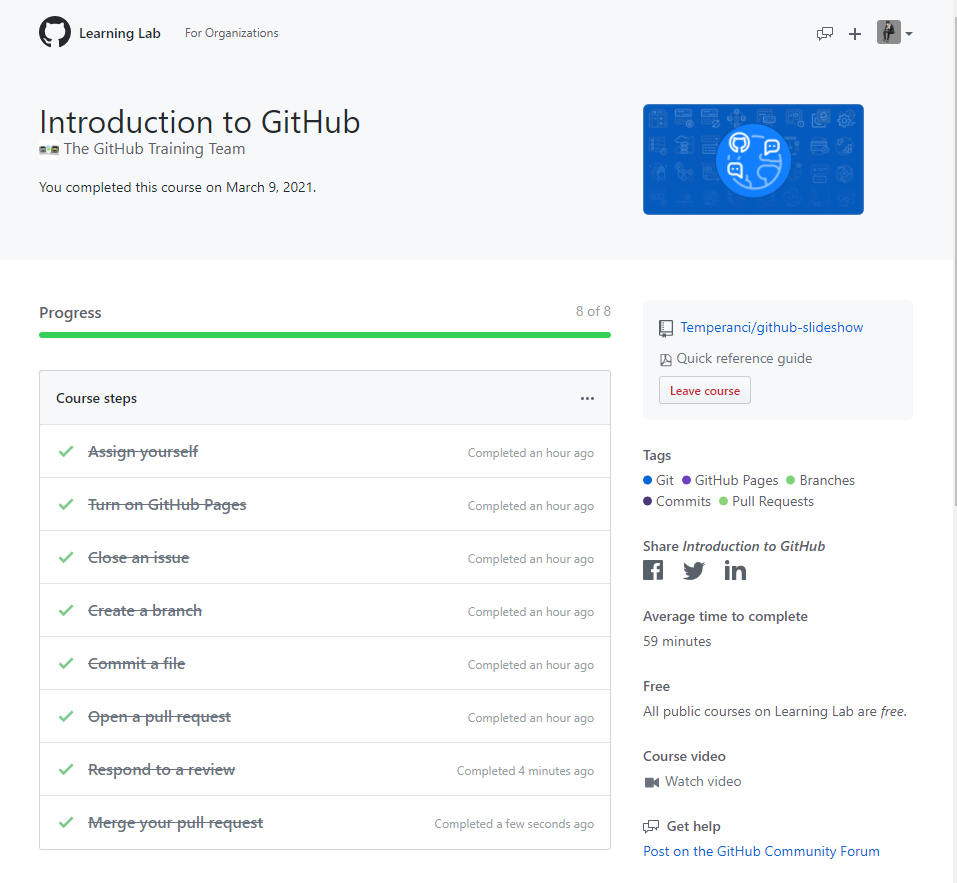 Learning Lab For Organizations
Introduction to GitHub
The GitHub Training Team
You completed this course on March 9, 2021.
Progress 8 of 8
Course steps
Assign yourself Completed an hour ago
Turn on GitHub Pages Completed an hour ago
Close an issue Completed an hour ago
Create a branch Completed an hour ago
Commit a file Completed an hour ago
Open a pull request Completed an hour ago
Respond to a review Completed 4 minutes ago
Merge your pull request Completed a few seconds ago
Temperanci/github-slideshow
Quick reference guide
Leave course
Tags
Git GitHub Pages Branches
Commits Pull Requests
Share Introduction to GitHub
Average time to complete
59 minutes
Free
All public courses on Learning Lab are free.
Course video
Watch video
Get help
Post on the GitHub Community Forum